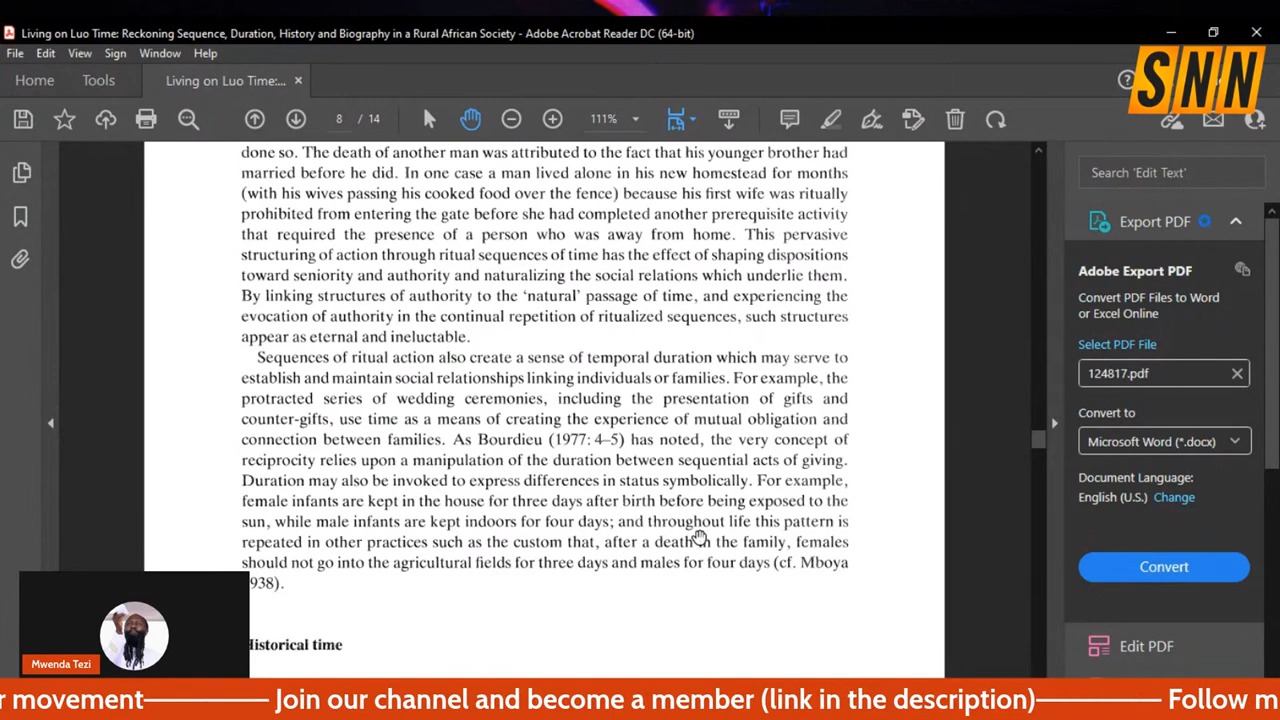 Living on Luo Time: Reckoning Sequence, Duration, History and Biography in a Rural African Society - Adobe Acrobat Reader DC (64-bit)
File Edit View Sign Window Help
SNN
Home Tools Living on Luo Time:... ×
8 / 14 111%
done so. The death of another man was attributed to the fact that his younger brother had
married before he did. In one case a man lived alone in his new homestead for months
(with his wives passing his cooked food over the fence) because his first wife was ritually
prohibited from entering the gate before she had completed another prerequisite activity
that required the presence of a person who was away from home. This pervasive
structuring of action through ritual sequences of time has the effect of shaping dispositions
toward seniority and authority and naturalizing the social relations which underlie them.
By linking structures of authority to the 'natural' passage of time, and experiencing the
evocation of authority in the continual repetition of ritualized sequences, such structures
appear as eternal and ineluctable.
Sequences of ritual action also create a sense of temporal duration which may serve to
establish and maintain social relationships linking individuals or families. For example, the
protracted series of wedding ceremonies, including the presentation of gifts and
counter-gifts, use time as a means of creating the experience of mutual obligation and
connection between families. As Bourdieu (1977: 4–5) has noted, the very concept of
reciprocity relies upon a manipulation of the duration between sequential acts of giving.
Duration may also be invoked to express differences in status symbolically. For example,
female infants are kept in the house for three days after birth before being exposed to the
sun, while male infants are kept indoors for four days; and throughout life this pattern is
repeated in other practices such as the custom that, after a death in the family, females
should not go into the agricultural fields for three days and males for four days (cf. Mboya
938).
Historical time
Search 'Edit Text'
Export PDF
Adobe Export PDF
Convert PDF Files to Word
or Excel Online
Select PDF File
124817.pdf
Convert to
Microsoft Word (*.docx)
Document Language:
English (U.S.) Change
Convert
Edit PDF
Mwenda Tezi
r movement————Join our channel and become a member (link in the description)————Follow m